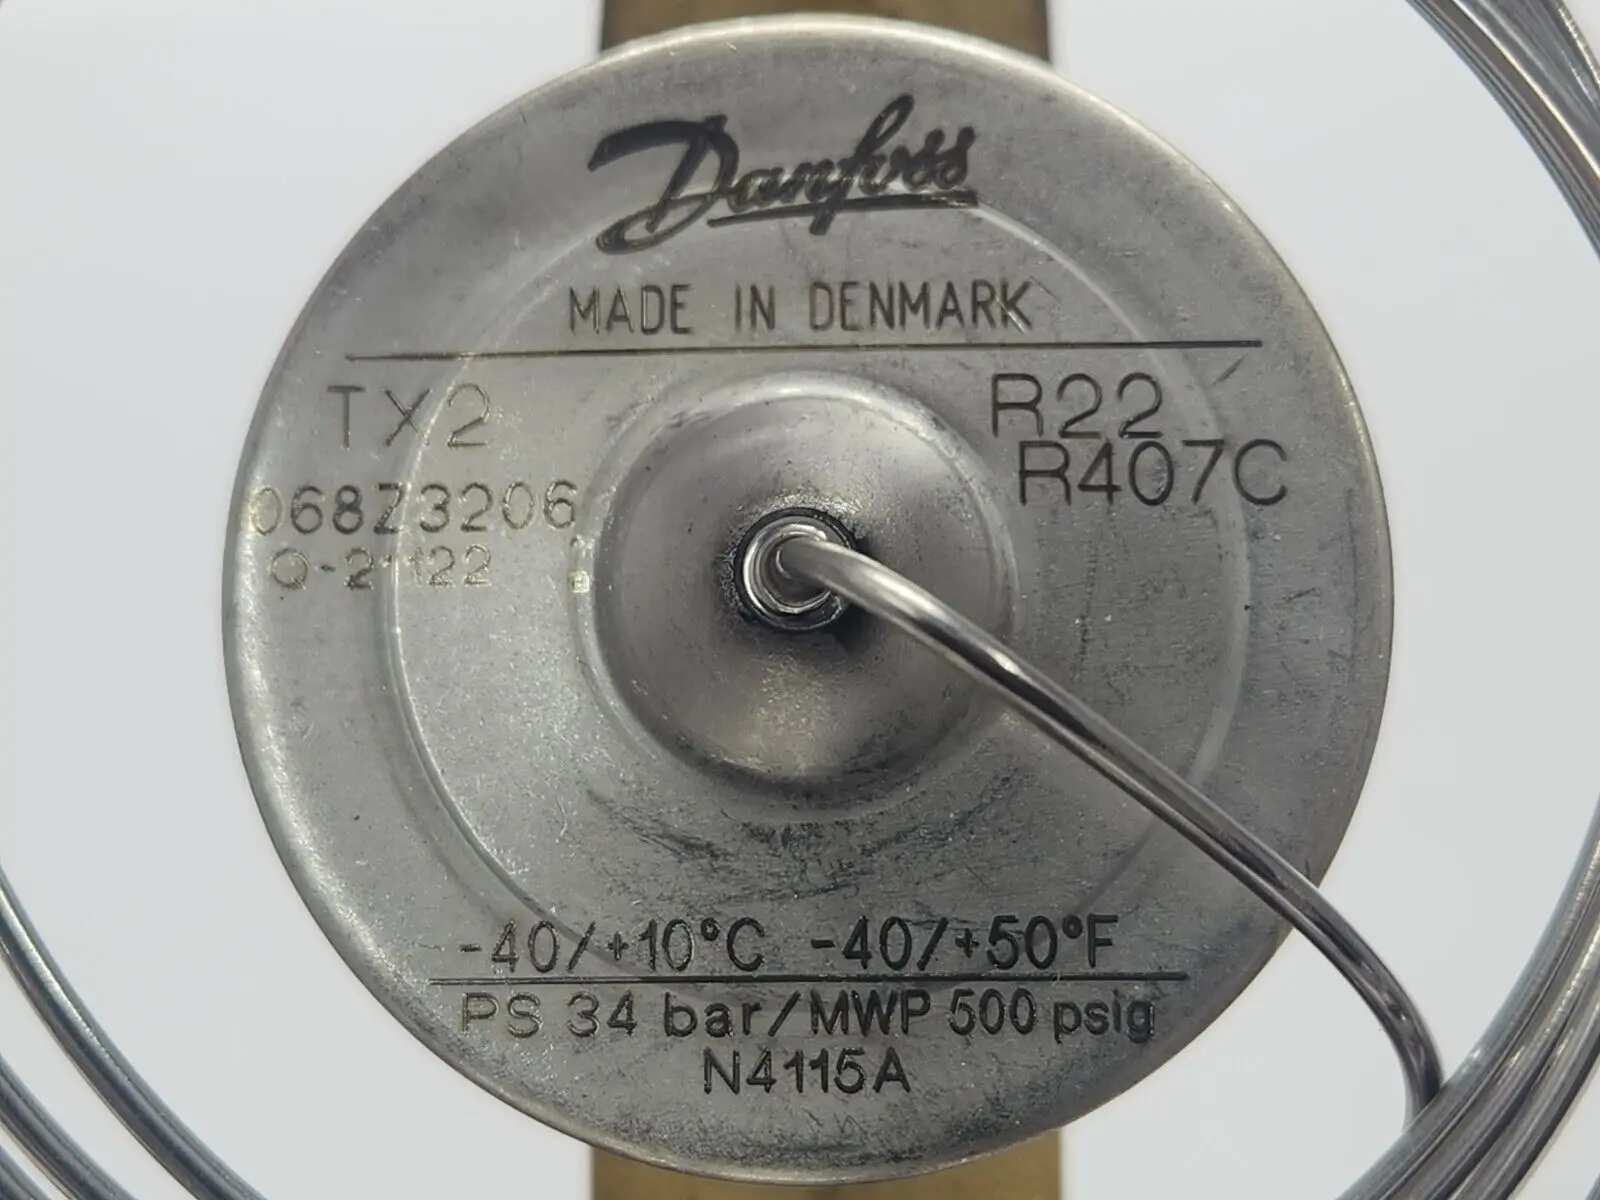 Danfoss
MADE IN DENMARK
TX2
R22
R407C
068Z3206
-40/+10°C -40/+50°F
PS 34 bar/MWP 500 psig
N4115A